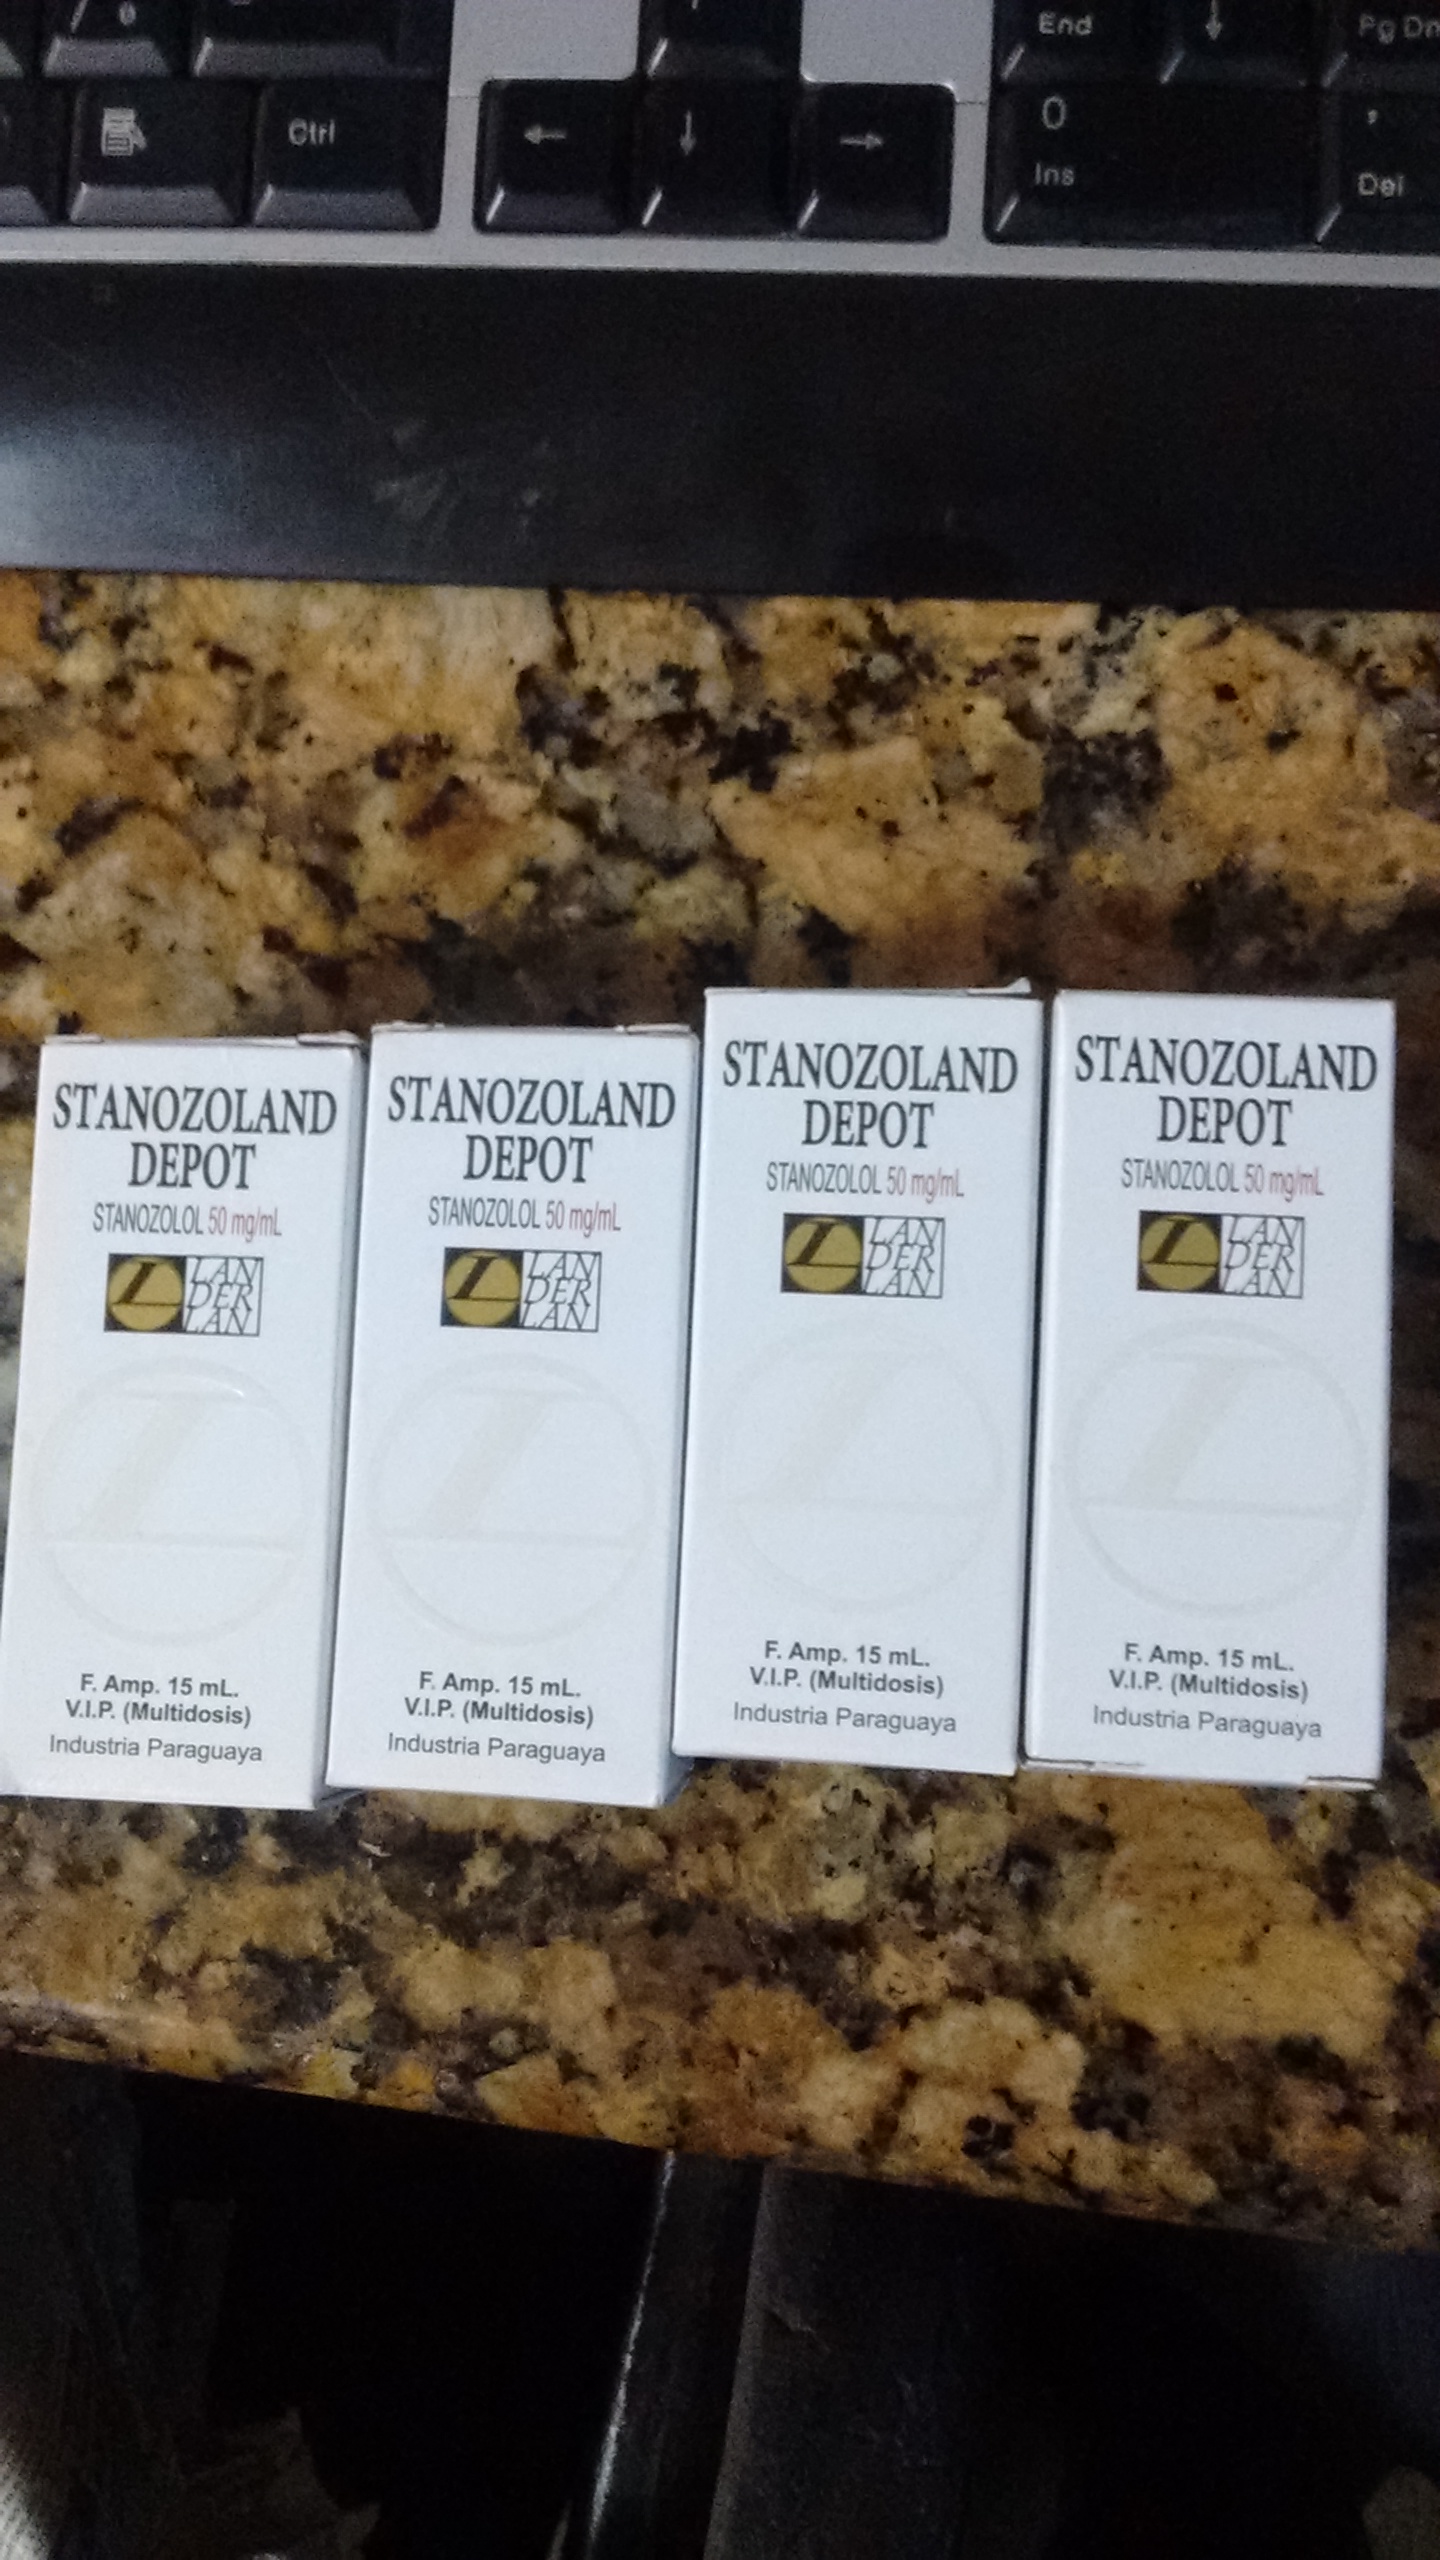 End
Pg Dn
Ctrl
0
Ins
Del
STANOZOLAND
DEPOT
STANOZOLOL 50 mg/mL
L
LAN
DER
LAN
F. Amp. 15 mL.
V.I.P. (Multidosis)
Industria Paraguaya
STANOZOLAND
DEPOT
STANOZOLOL 50 mg/mL
L
LAN
DER
LAN
F. Amp. 15 mL.
V.I.P. (Multidosis)
Industria Paraguaya
STANOZOLAND
DEPOT
STANOZOLOL 50 mg/mL
L
LAN
DER
LAN
F. Amp. 15 mL.
V.I.P. (Multidosis)
Industria Paraguaya
STANOZOLAND
DEPOT
STANOZOLOL 50 mg/mL
L
LAN
DER
LAN
F. Amp. 15 mL.
V.I.P. (Multidosis)
Industria Paraguaya